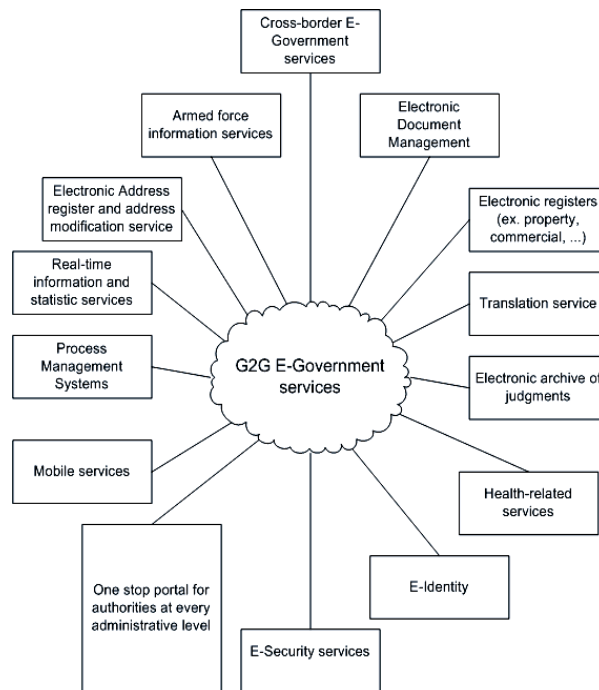 Cross-border E-
Government
services
Armed force
information services
Electronic
Document
Management
Electronic Address
register and address
modification service
Electronic registers
(ex. property,
commercial, ...)
Real-time
information and
statistic services
Translation service
Process
Management
Systems
G2G E-Government
services
Electronic archive of
judgments
Mobile services
Health-related
services
One stop portal for
authorities at every
administrative level
E-Identity
E-Security services